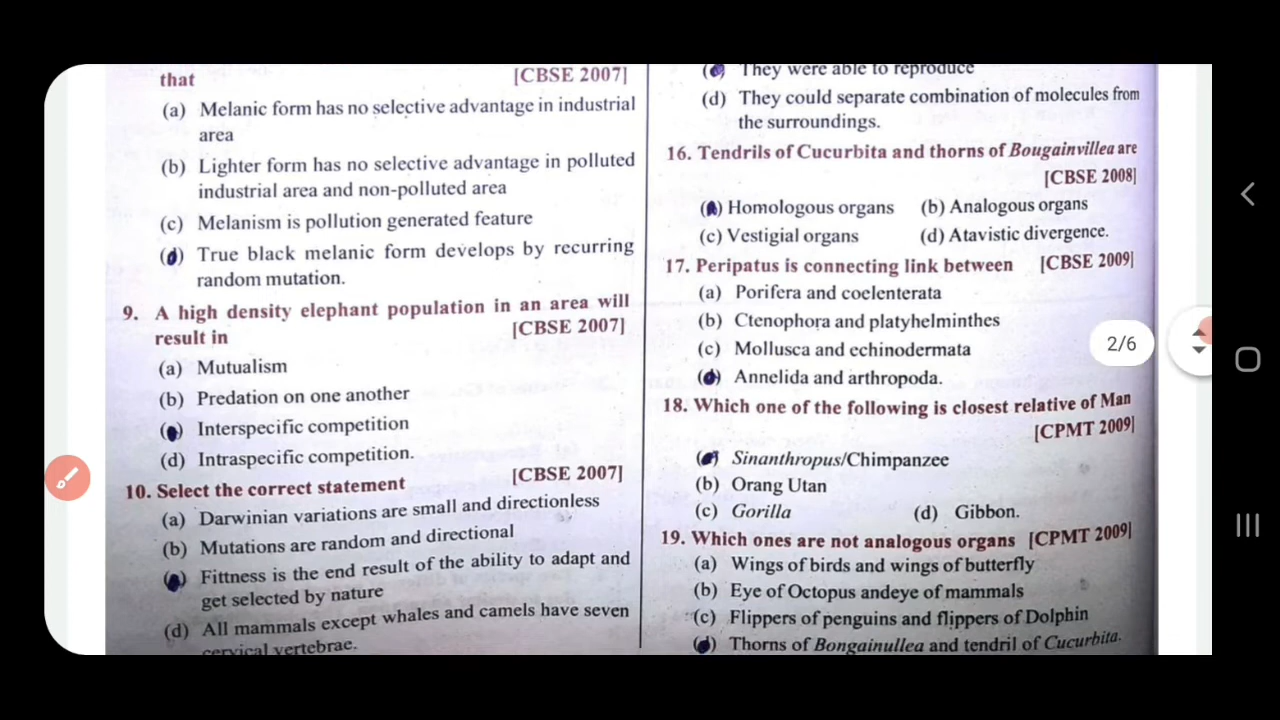 that [CBSE 2007]
(a) Melanic form has no selective advantage in industrial
area
(b) Lighter form has no selective advantage in polluted
industrial area and non-polluted area
(c) Melanism is pollution generated feature
(d) True black melanic form develops by recurring
random mutation.
9. A high density elephant population in an area will
result in [CBSE 2007]
(a) Mutualism
(b) Predation on one another
(c) Interspecific competition
(d) Intraspecific competition.
10. Select the correct statement [CBSE 2007]
(a) Darwinian variations are small and directionless
(b) Mutations are random and directional
(c) Fittness is the end result of the ability to adapt and
get selected by nature
(d) All mammals except whales and camels have seven
cervical vertebrae.
(c) They were able to reproduce
(d) They could separate combination of molecules from
the surroundings.
16. Tendrils of Cucurbita and thorns of Bougainvillea are
[CBSE 2008]
(a) Homologous organs (b) Analogous organs
(c) Vestigial organs (d) Atavistic divergence.
17. Peripatus is connecting link between [CBSE 2009]
(a) Porifera and coelenterata
(b) Ctenophora and platyhelminthes
(c) Mollusca and echinodermata
(d) Annelida and arthropoda.
18. Which one of the following is closest relative of Man
[CPMT 2009]
(a) Sinanthropus/Chimpanzee
(b) Orang Utan
(c) Gorilla (d) Gibbon.
19. Which ones are not analogous organs [CPMT 2009]
(a) Wings of birds and wings of butterfly
(b) Eye of Octopus andeye of mammals
(c) Flippers of penguins and flippers of Dolphin
(d) Thorns of Bongainullea and tendril of Cucurbita.
2/6